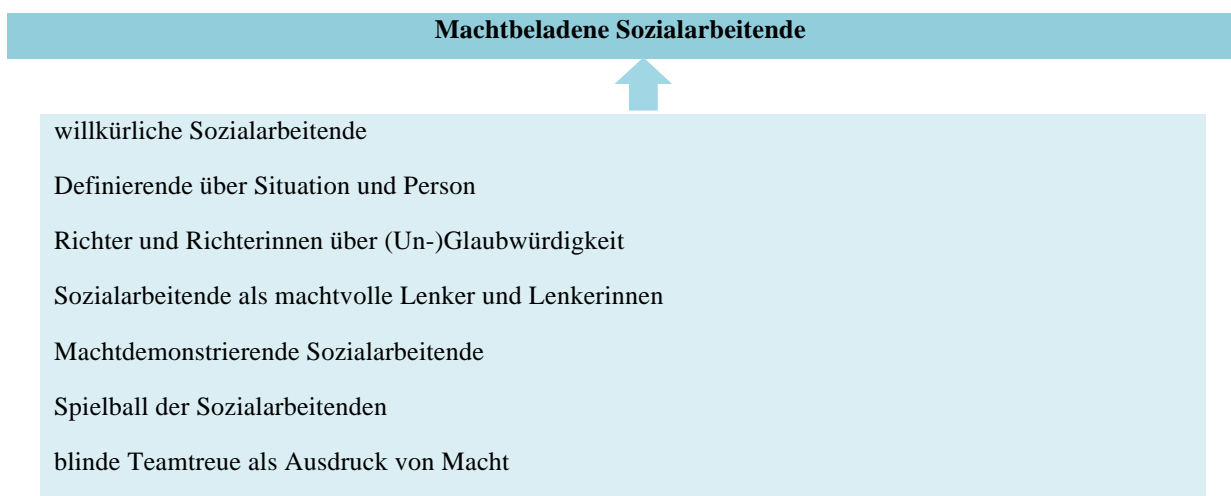 Machtbeladene Sozialarbeitende
willkürliche Sozialarbeitende
Definierende über Situation und Person
Richter und Richterinnen über (Un-)Glaubwürdigkeit
Sozialarbeitende als machtvolle Lenker und Lenkerinnen
Machtdemonstrierende Sozialarbeitende
Spielball der Sozialarbeitenden
blinde Teamtreue als Ausdruck von Macht